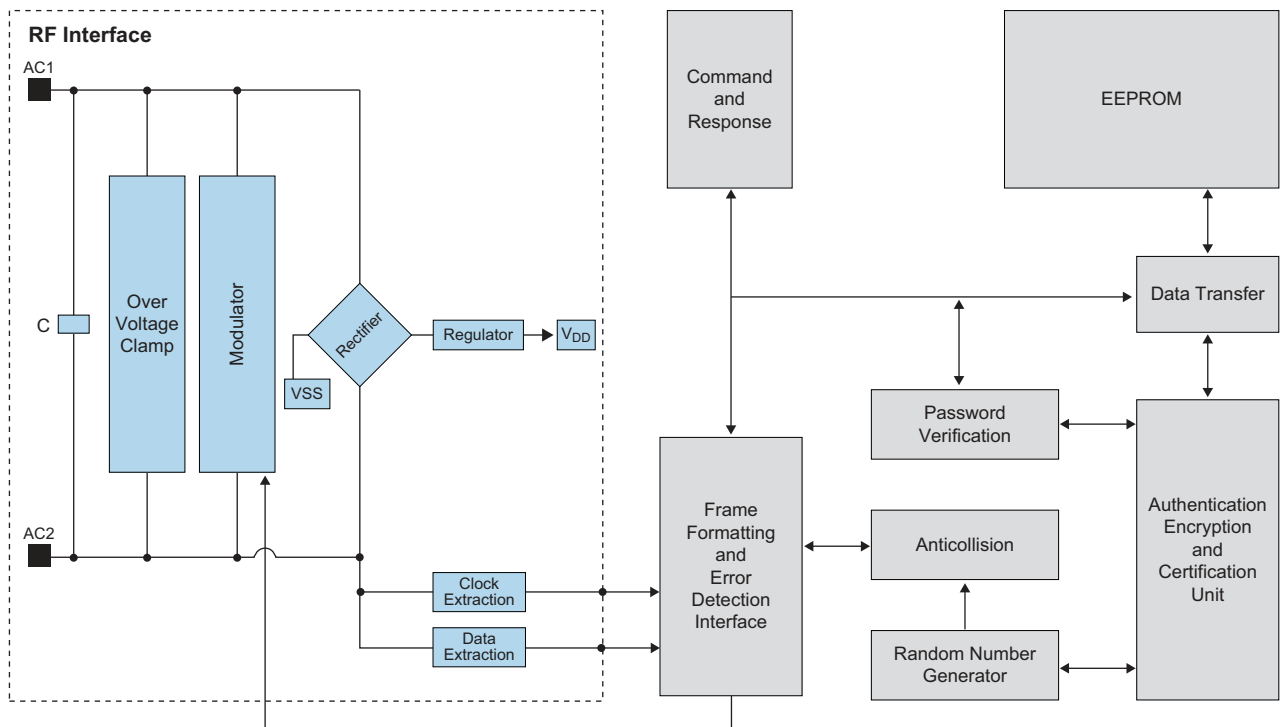 RF Interface
AC1
C
Over
Voltage
Clamp
Modulator
Rectifier
VSS
Regulator
VDD
AC2
Clock
Extraction
Data
Extraction
Command
and
Response
EEPROM
Data Transfer
Password
Verification
Frame
Formatting
and
Error
Detection
Interface
Anticollision
Random Number
Generator
Authentication
Encryption
and
Certification
Unit